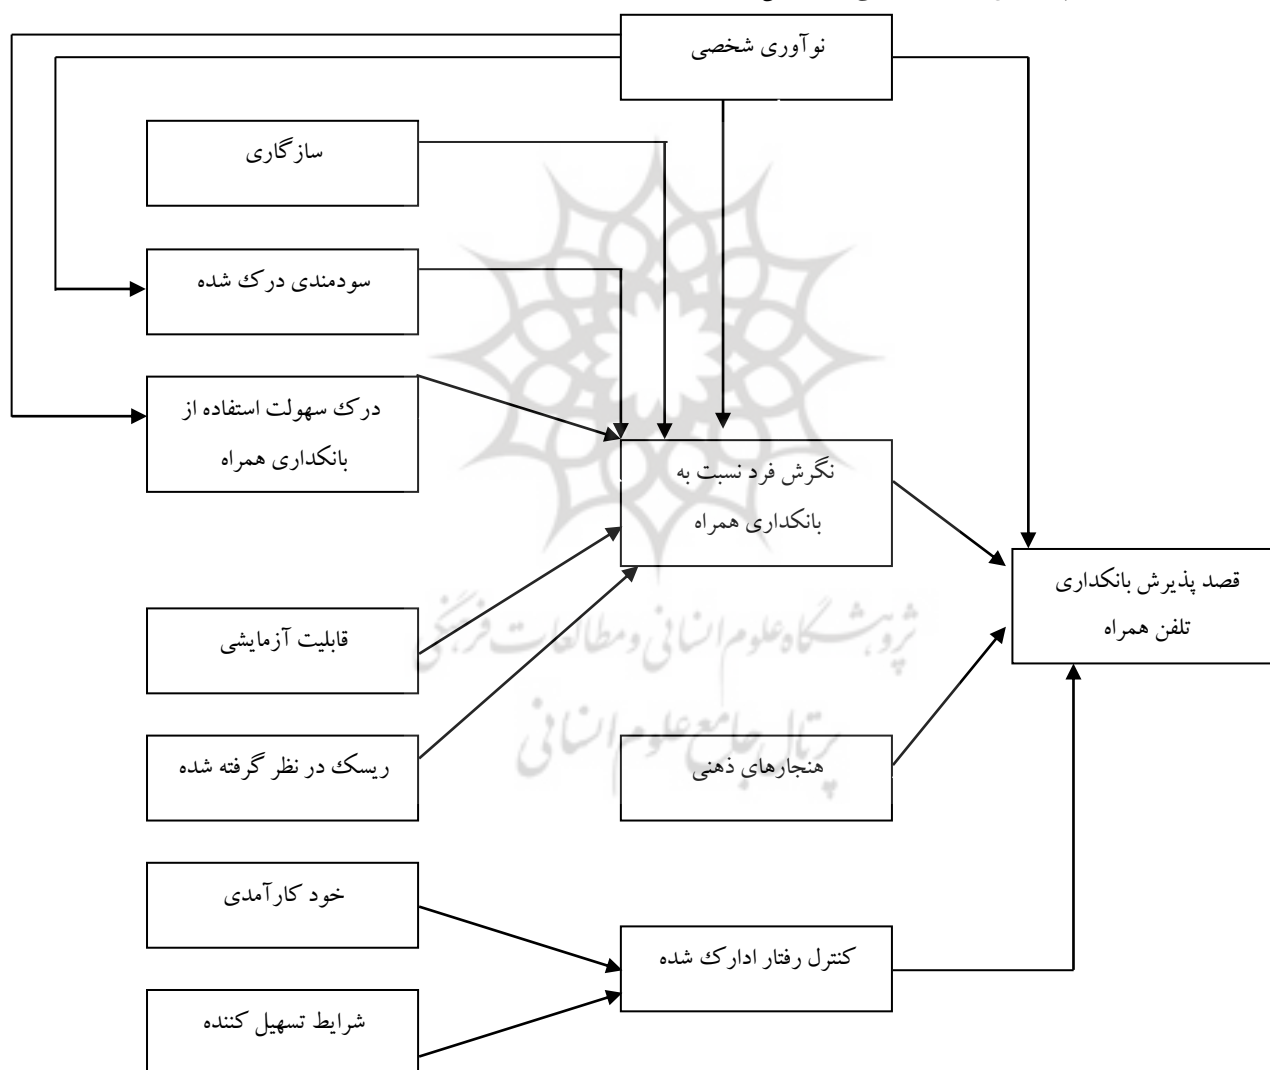 نوآوری شخصی
سازگاری
سودمندی درک شده
درک سهولت استفاده از
بانکداری همراه
نگرش فرد نسبت به
بانکداری همراه
قصد پذیرش بانکداری
تلفن همراه
قابلیت آزمایشی
ریسک در نظر گرفته شده
هنجارهای ذهنی
خود کارآمدی
کنترل رفتار ادارک شده
شرایط تسهیل کننده
پژوهشگاه علوم انسانی و مطالعات فرهنگی
پرتال جامع علوم انسانی